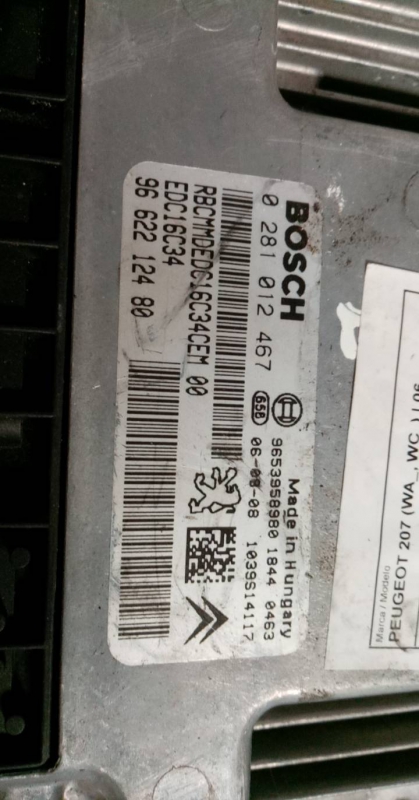 BOSCH
0 281 012 467
RBCMMDEDC16C34CEM 00
EDC16C34
96 622 124 80
658
Made in Hungary
9653958980 1844 0463
06-08-08 1039S14117
Marca / Modelo
PEUGEOT 207 (WA_, WC_)